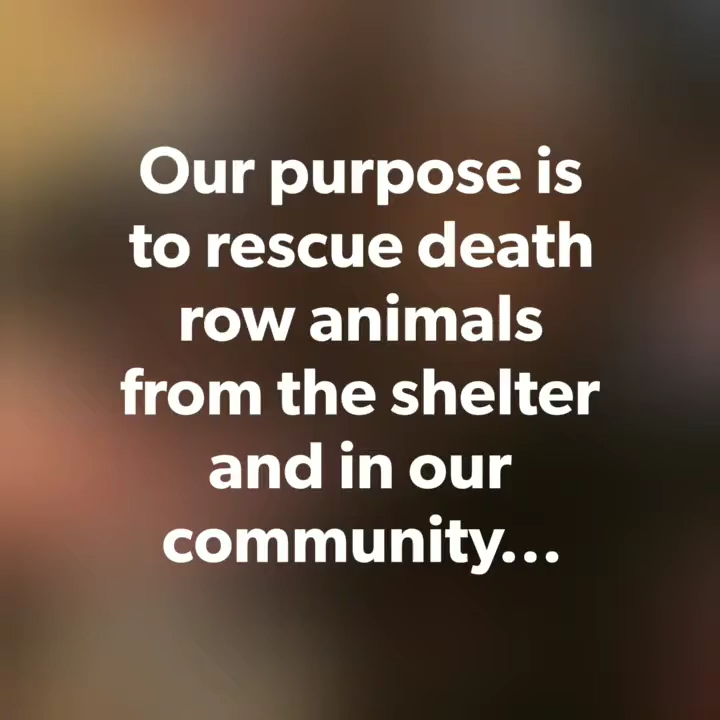 Our purpose is
to rescue death
row animals
from the shelter
and in our
community...